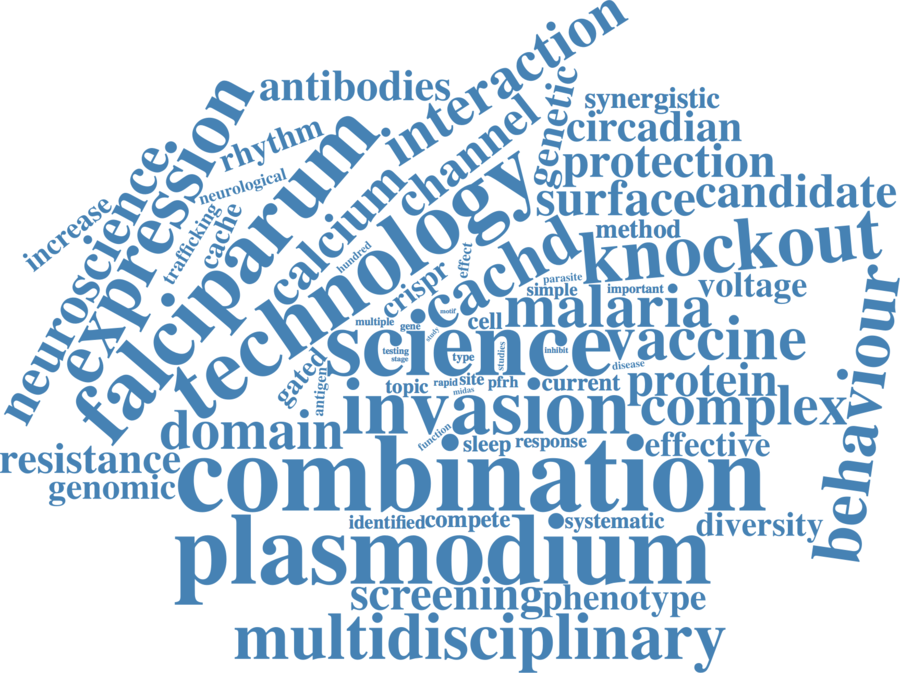 interaction
antibodies
synergistic
genetic
circadian
rhythm
channel
protection
expression
falciparum
neuroscience.
neurological
surface
candidate
increase
trafficking
cache
calcium
technology
method
knockout
hundred
effect
crispr
cachd
parasite
simple
important
voltage
behaviour
motif
multiple
gene
cell
malaria
study
science
vaccine
testing
stage
type
studies
inhibit
disease
gated
antigen
topic
rapid
site
pfrh
current
protein
midas
invasion
complex
domain
function
sleep
response
effective
resistance
genomic
combination
identified
compete
systematic
diversity
plasmodium
screening
phenotype
multidisciplinary